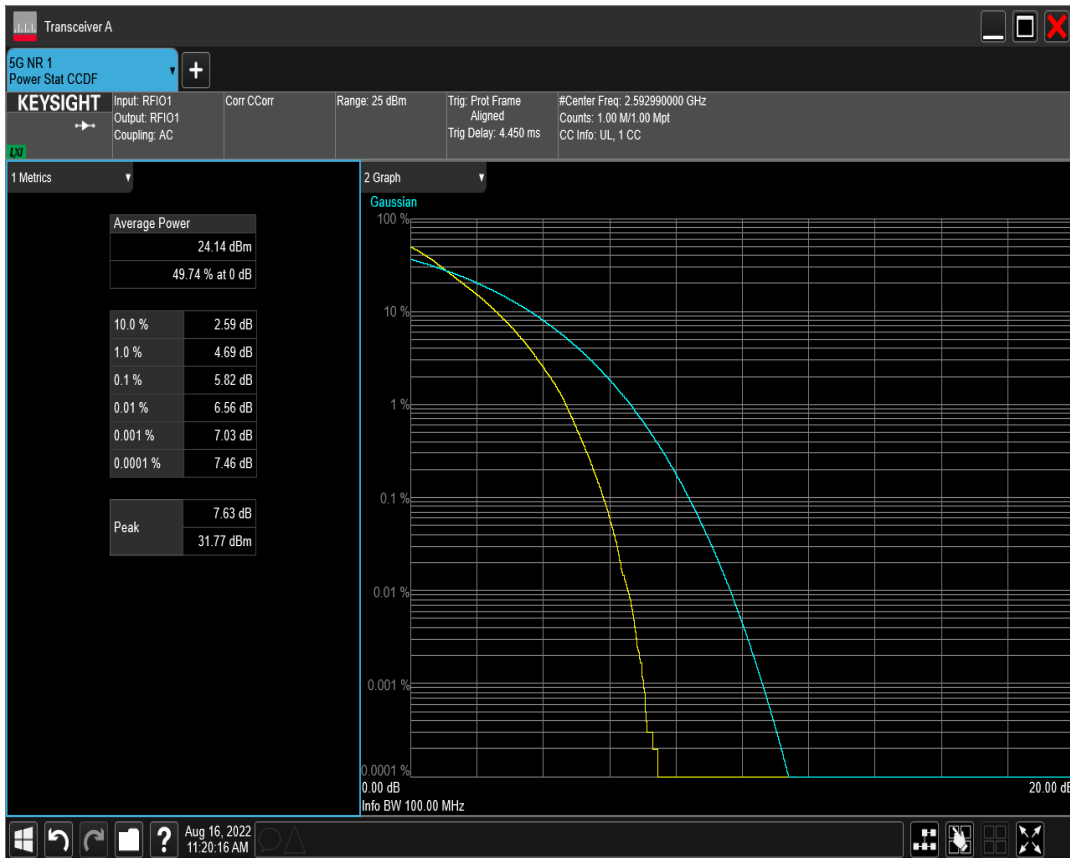 Transceiver A
5G NR 1
Power Stat CCDF
KEYSIGHT
LXI
Input: RFIO1
Output: RFIO1
Coupling: AC
Corr CCorr
Range: 25 dBm
Trig: Prot Frame
Aligned
Trig Delay: 4.450 ms
#Center Freq: 2.592990000 GHz
Counts: 1.00 M/1.00 Mpt
CC Info: UL, 1 CC
1 Metrics
Average Power
24.14 dBm
49.74 % at 0 dB
10.0 % 2.59 dB
1.0 % 4.69 dB
0.1 % 5.82 dB
0.01 % 6.56 dB
0.001 % 7.03 dB
0.0001 % 7.46 dB
Peak
7.63 dB
31.77 dBm
2 Graph
Gaussian
100 %
10 %
1 %
0.1 %
0.01 %
0.001 %
0.0001 %
0.00 dB 20.00 dB
Info BW 100.00 MHz
Aug 16, 2022
11:20:16 AM